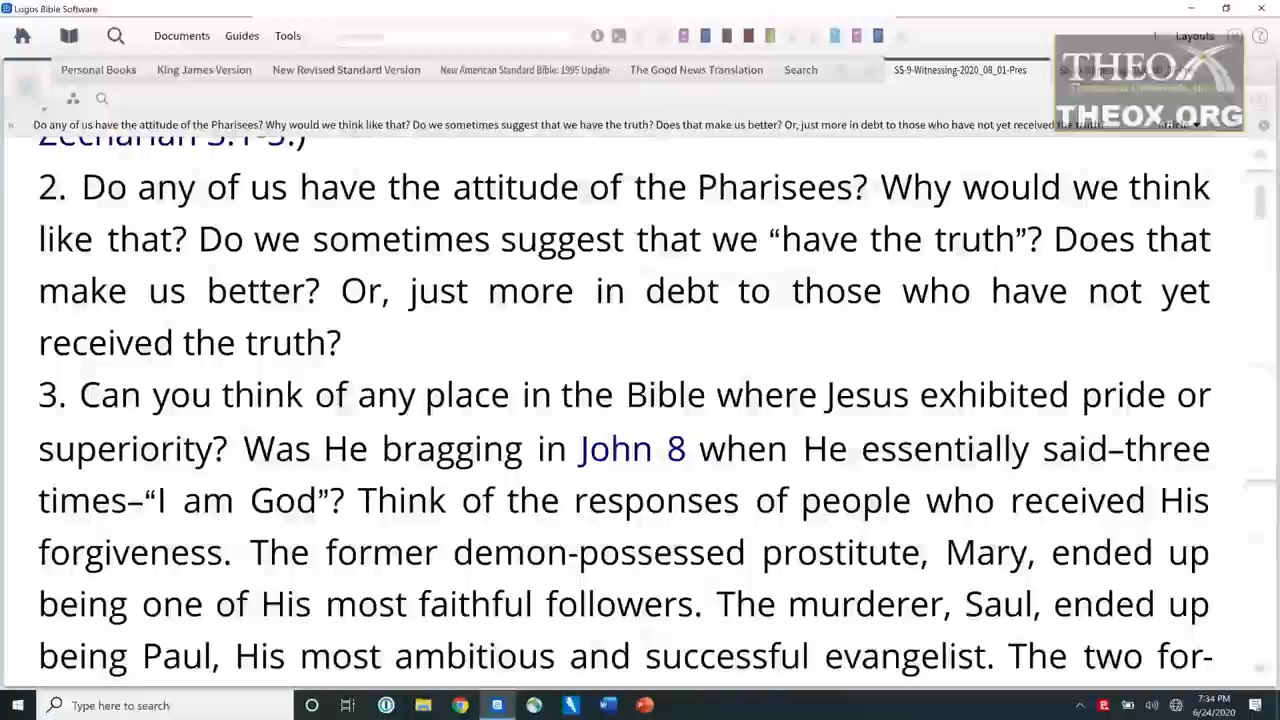 Logos Bible Software
Documents Guides Tools Layouts
Personal Books King James Version New Revised Standard Version New American Standard Bible: 1995 Update The Good News Translation Search SS-9-Witnessing-2020_08_01-Pres
THEOX
THEOX.ORG
Do any of us have the attitude of the Pharisees? Why would we think like that? Do we sometimes suggest that we have the truth? Does that make us better? Or, just more in debt to those who have not yet received the truth?
Zechariah 3:1-5.)
2. Do any of us have the attitude of the Pharisees? Why would we think
like that? Do we sometimes suggest that we “have the truth”? Does that
make us better? Or, just more in debt to those who have not yet
received the truth?
3. Can you think of any place in the Bible where Jesus exhibited pride or
superiority? Was He bragging in John 8 when He essentially said–three
times–“I am God”? Think of the responses of people who received His
forgiveness. The former demon-possessed prostitute, Mary, ended up
being one of His most faithful followers. The murderer, Saul, ended up
being Paul, His most ambitious and successful evangelist. The two for-
Type here to search
7:34 PM
6/24/2020